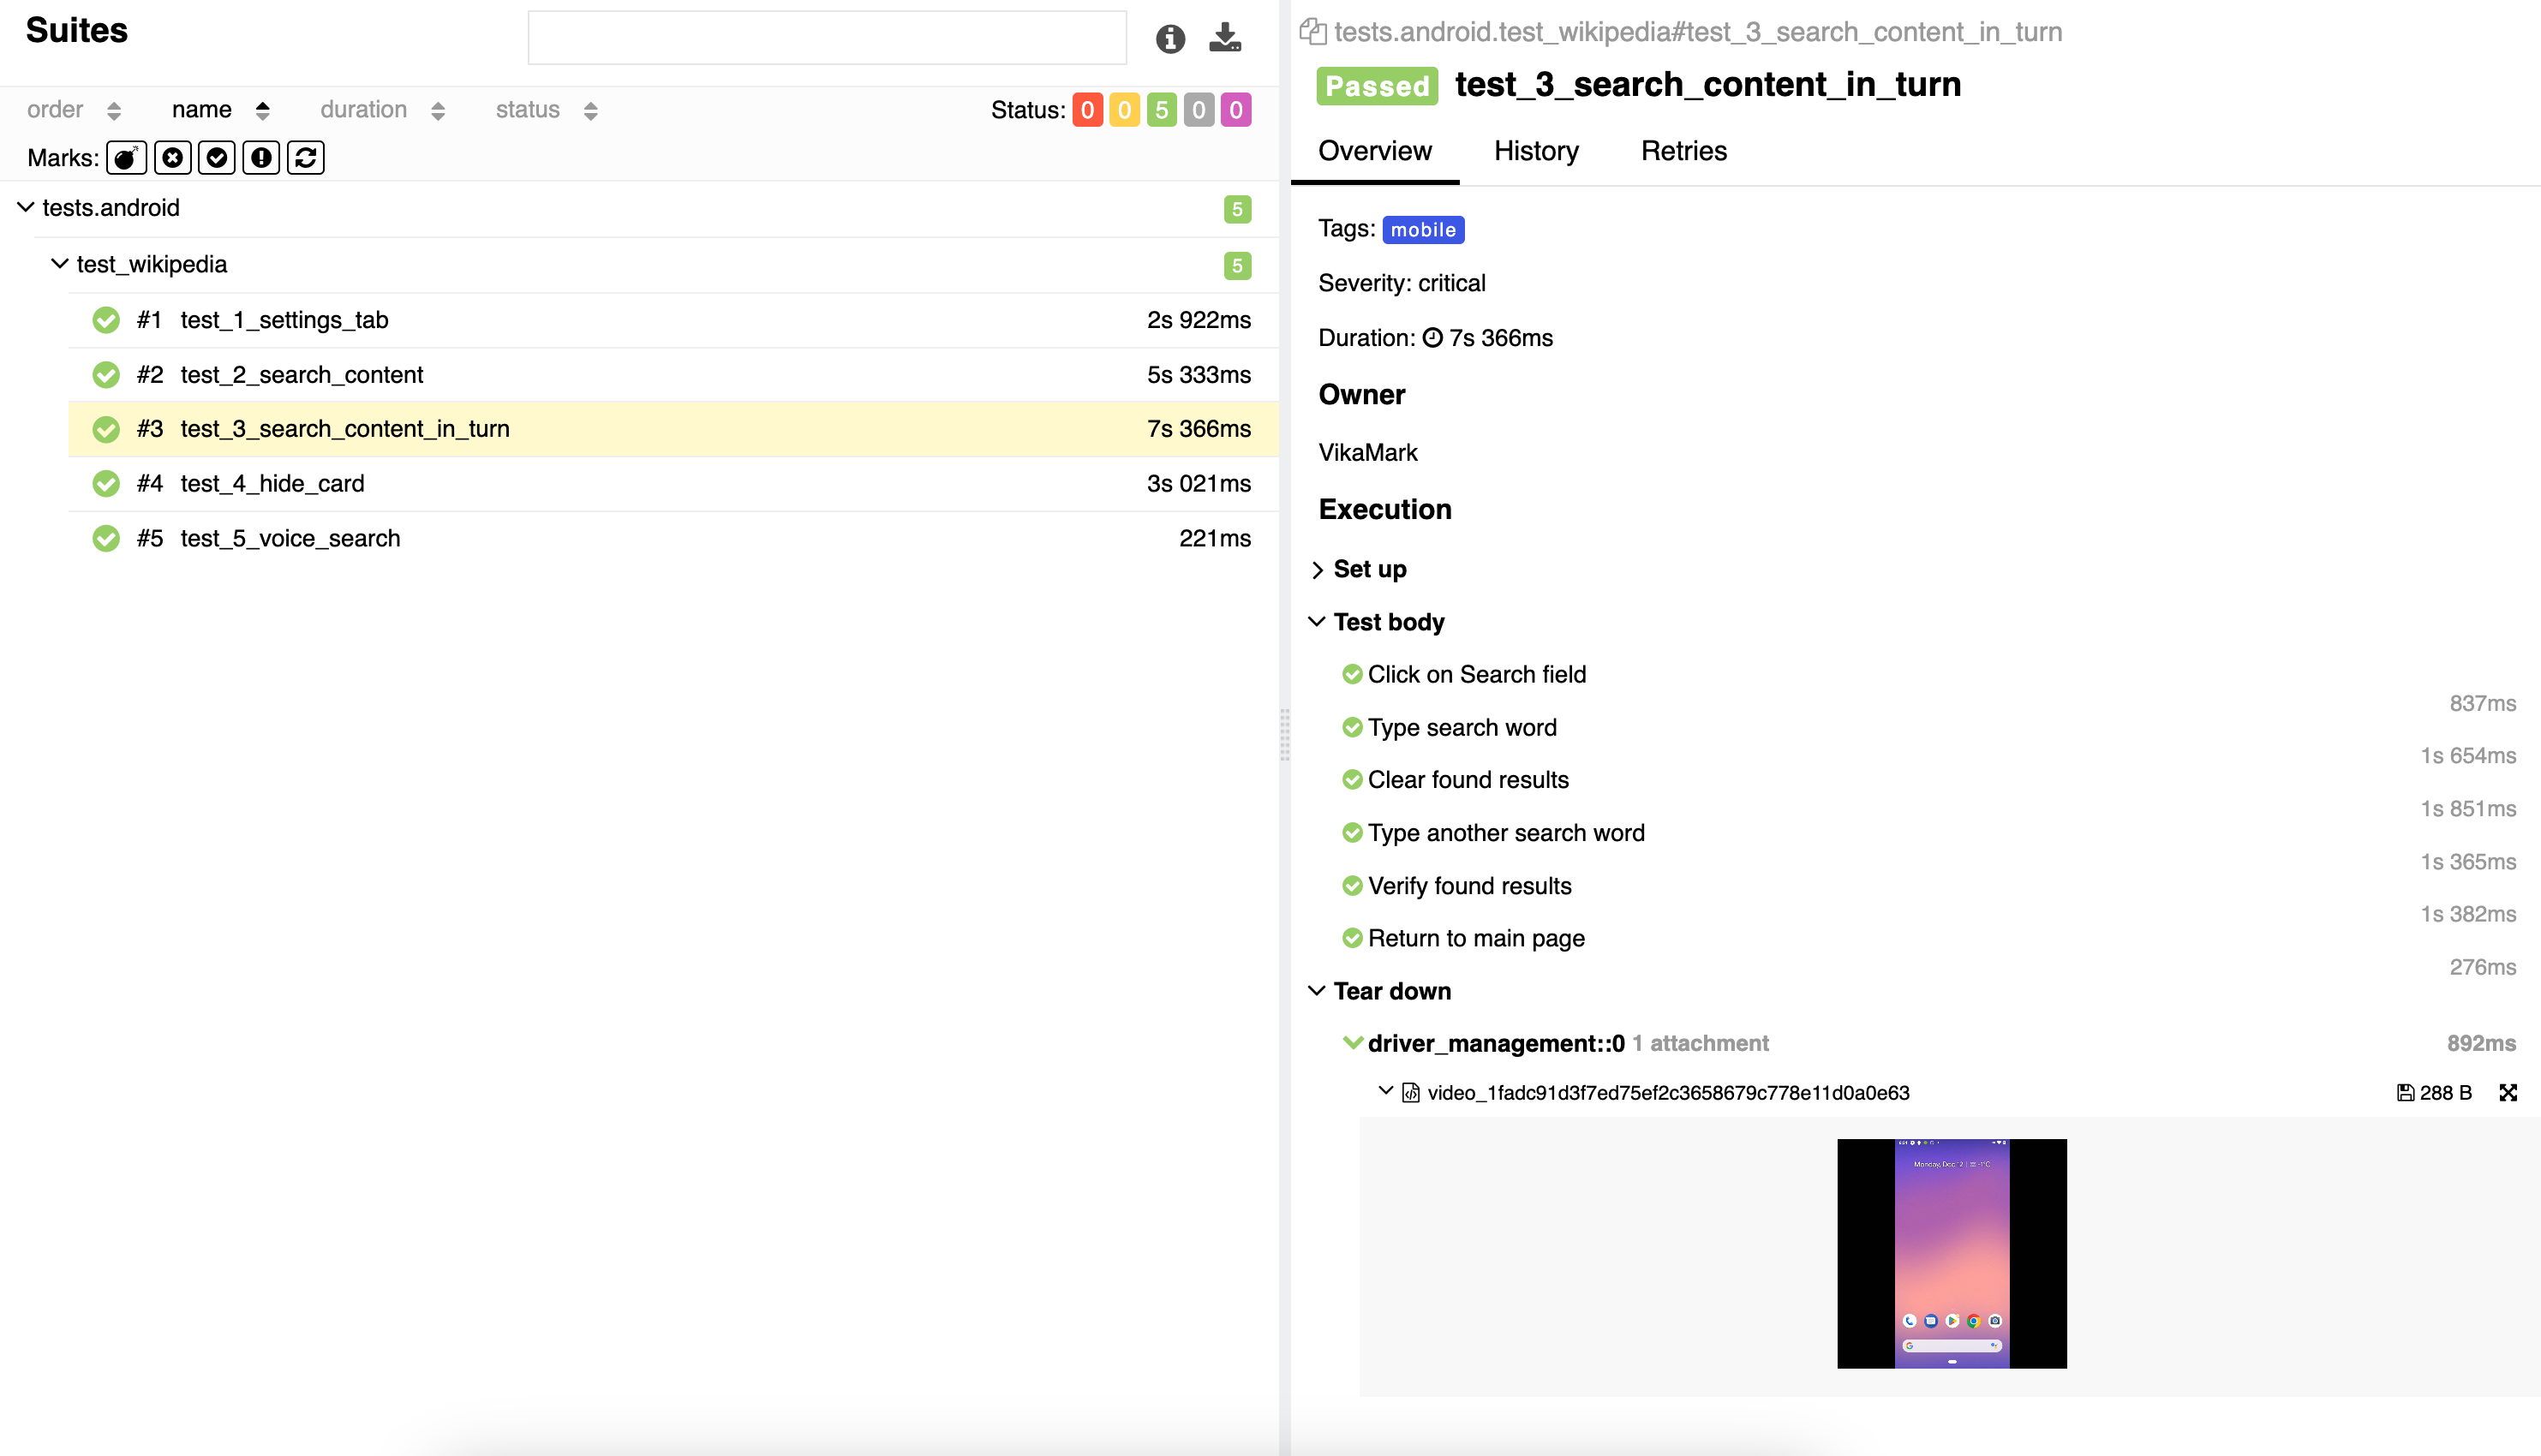 Suites
order name duration status Status: 0 0 5 0 0
Marks:
tests.android 5
test_wikipedia 5
#1 test_1_settings_tab 2s 922ms
#2 test_2_search_content 5s 333ms
#3 test_3_search_content_in_turn 7s 366ms
#4 test_4_hide_card 3s 021ms
#5 test_5_voice_search 221ms
tests.android.test_wikipedia#test_3_search_content_in_turn
Passed test_3_search_content_in_turn
Overview History Retries
Tags: mobile
Severity: critical
Duration: 7s 366ms
Owner
VikaMark
Execution
Set up
Test body
Click on Search field
837ms
Type search word
1s 654ms
Clear found results
1s 851ms
Type another search word
1s 365ms
Verify found results
1s 382ms
Return to main page
276ms
Tear down
driver_management::0 1 attachment 892ms
video_1fadc91d3f7ed75ef2c3658679c778e11d0a0e63 288 B
Monday, Dec 12